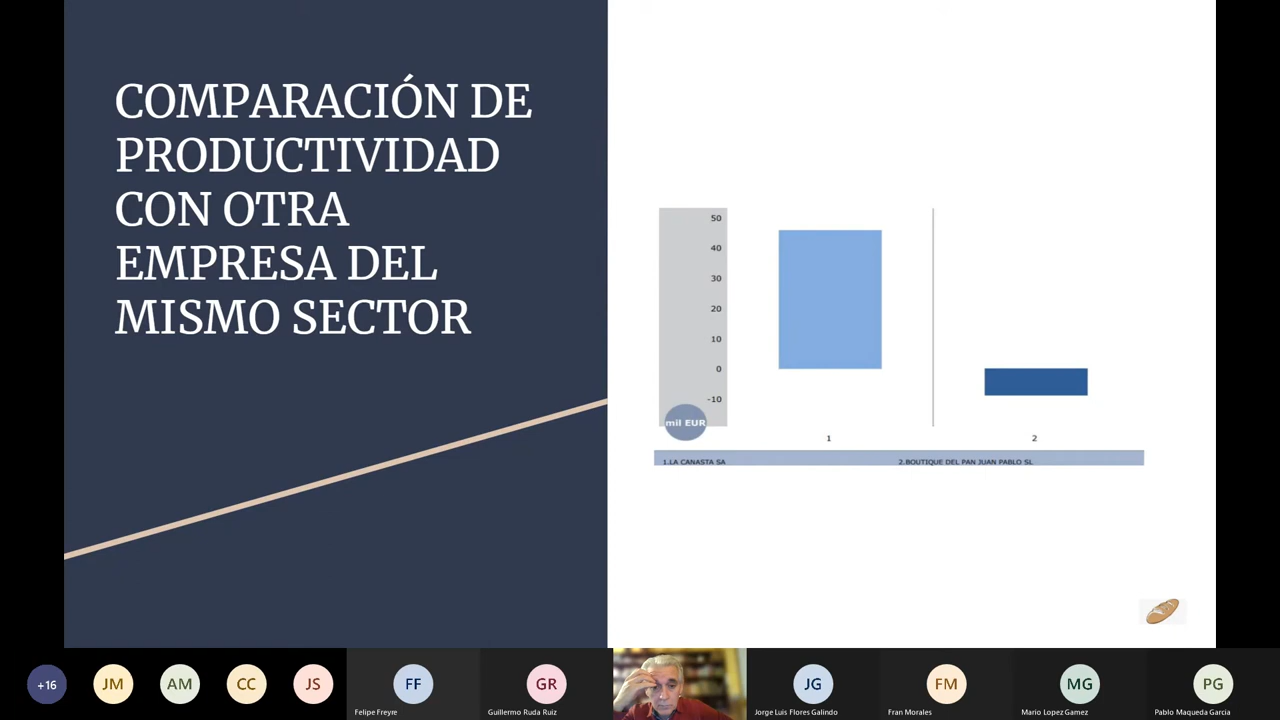 COMPARACIÓN DE
PRODUCTIVIDAD
CON OTRA
EMPRESA DEL
MISMO SECTOR
50
40
30
20
10
0
-10
mil EUR
1
2
1.LA CANASTA SA
2.BOUTIQUE DEL PAN JUAN PABLO SL
+16
JM
AM
CC
JS
FF
Felipe Freyre
GR
Guillermo Ruda Ruiz
JG
Jorge Luis Flores Galindo
FM
Fran Morales
MG
Mario Lopez Gamez
PG
Pablo Maqueda García